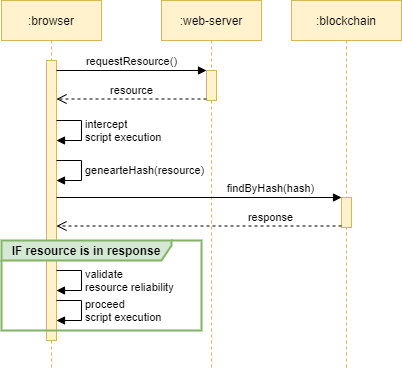 :browser
:web-server
:blockchain
requestResource()
resource
intercept
script execution
genearteHash(resource)
findByHash(hash)
response
IF resource is in response
validate
resource reliability
proceed
script execution